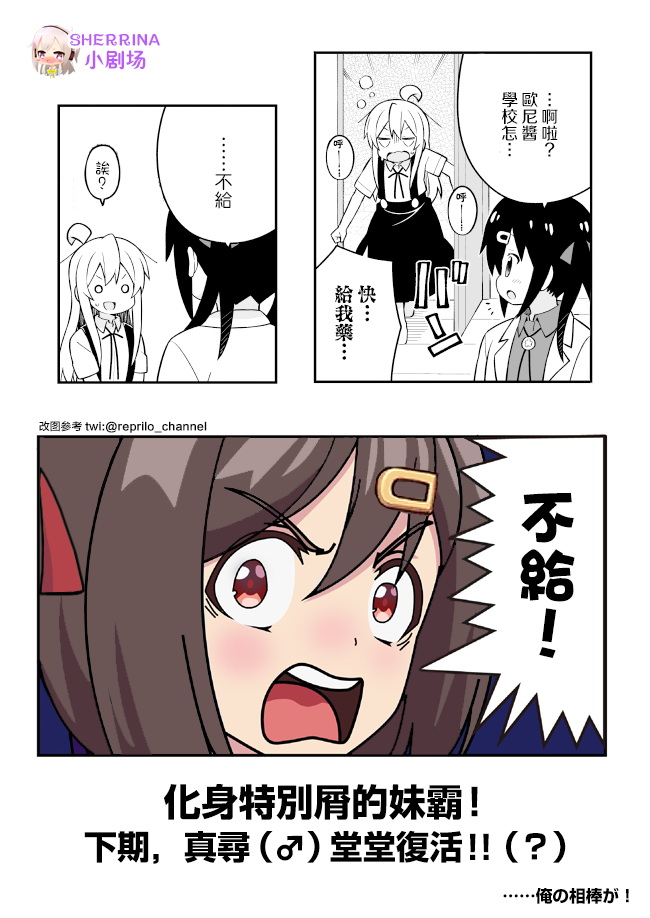 SHERRINA
小剧场
…啊啦？
歐尼醬
學校怎…
呼………
呼………
快…
給我藥…
……不給
誒？
改图参考 twi:@reprilo_channel
不給！
化身特別屑的妹霸！
下期，真尋（♂）堂堂復活!!（？）
……俺の相棒が！